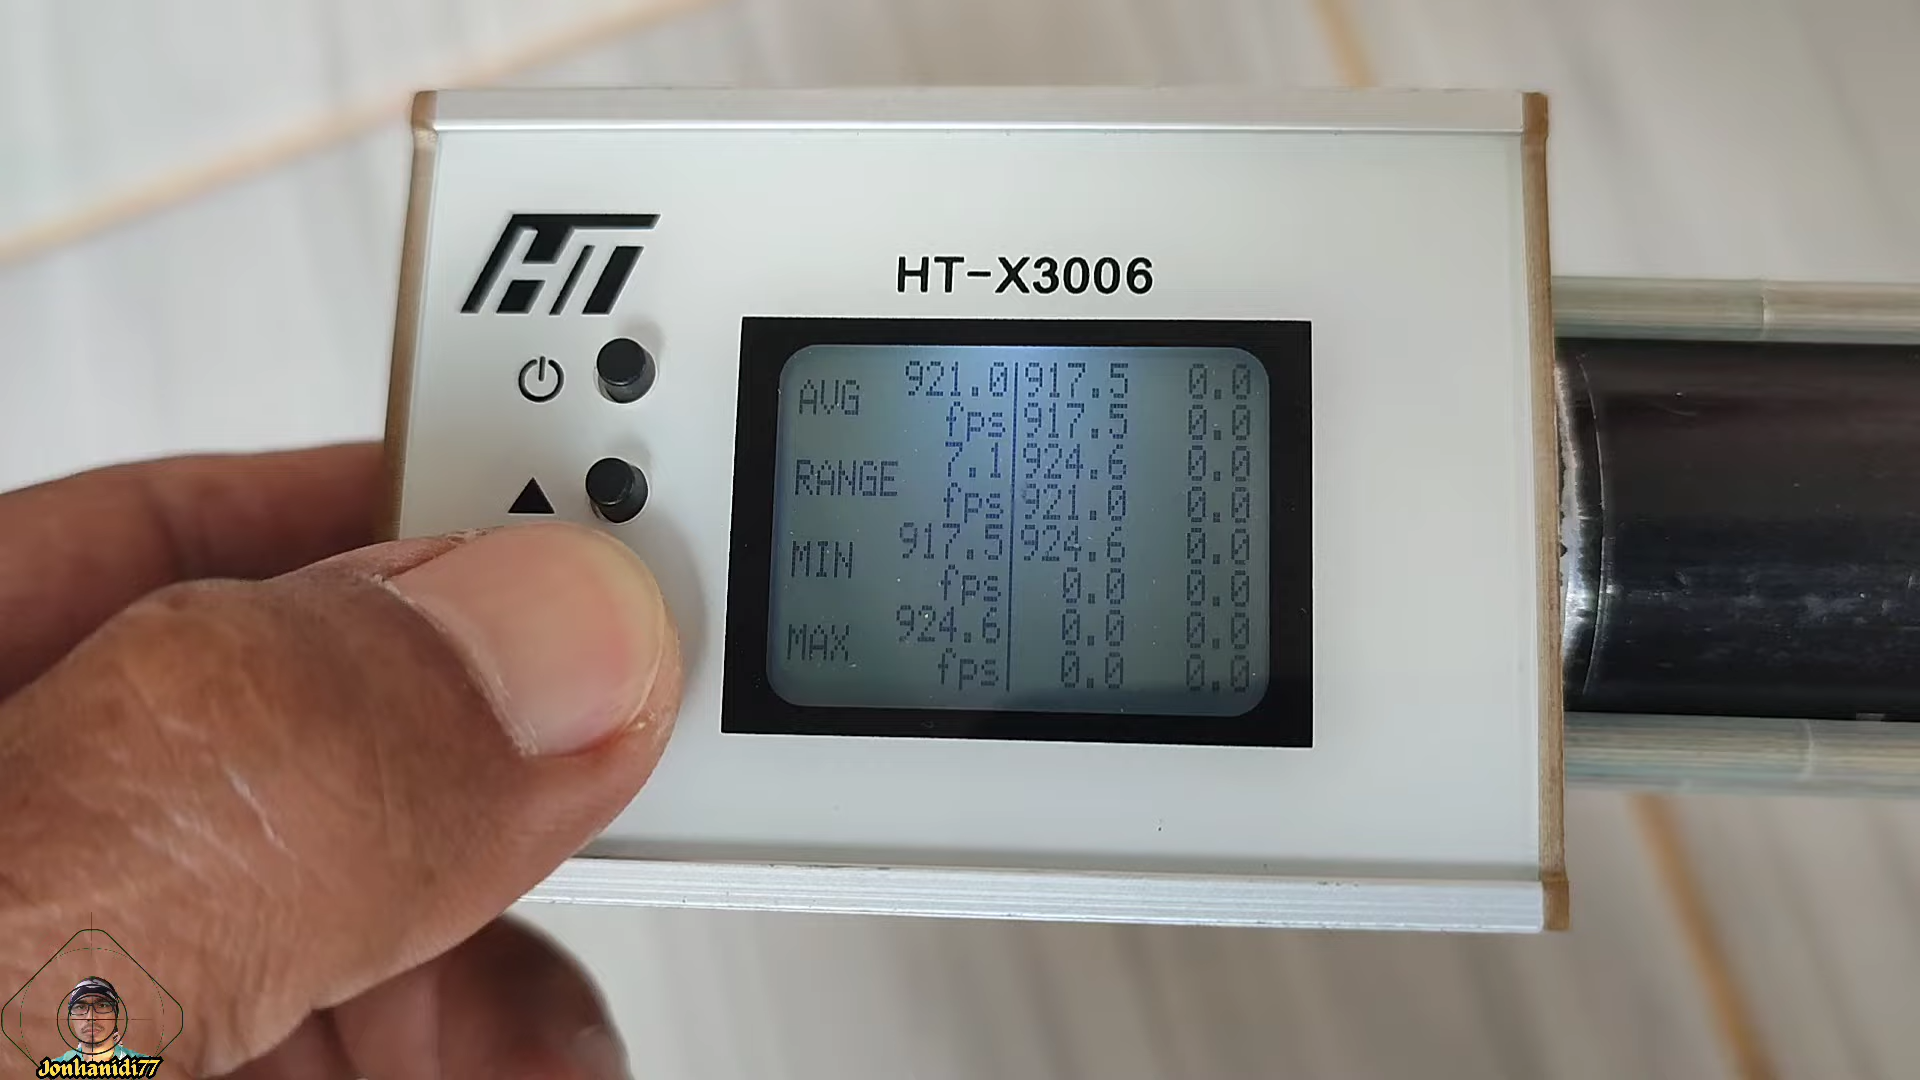 HT
HT-X3006
AVG 921.0 917.5 0.0
fps 917.5 0.0
RANGE 7.1 924.6 0.0
fps 921.0 0.0
MIN 917.5 924.6 0.0
fps 0.0 0.0
MAX 924.6 0.0 0.0
fps 0.0 0.0
Jonhanidi77